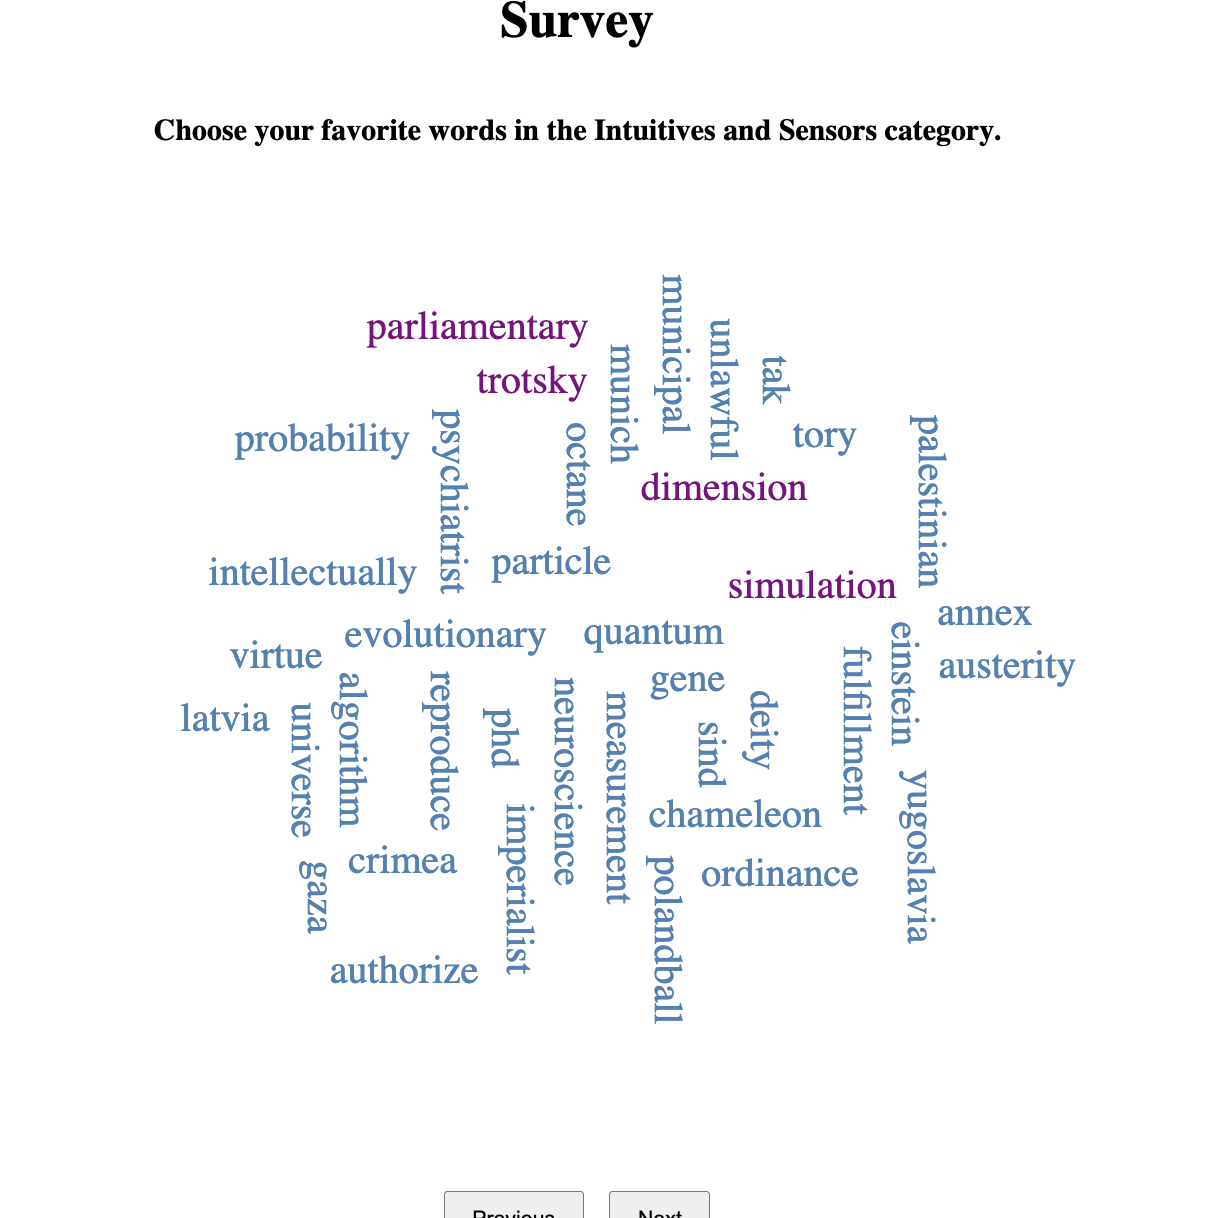 Survey
Choose your favorite words in the Intuitives and Sensors category.
municipal
parliamentary
unlawful
munich
tak
trotsky
psychiatrist
palestinian
probability
octane
tory
dimension
particle
intellectually
simulation
annex
einstein
evolutionary
quantum
virtue
fulfillment
austerity
gene
algorithm
reproduce
neuroscience
measurement
deity
latvia
universe
phd
sind
yugoslavia
imperialist
chameleon
crimea
gaza
polandball
ordinance
authorize
Previous
Next